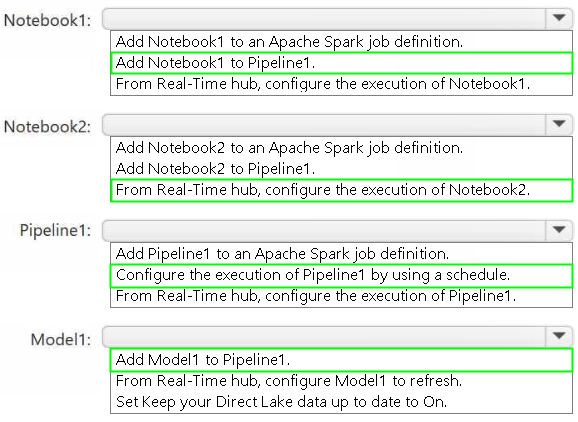 Notebook1:
Add Notebook1 to an Apache Spark job definition.
Add Notebook1 to Pipeline1.
From Real-Time hub, configure the execution of Notebook1.
Notebook2:
Add Notebook2 to an Apache Spark job definition.
Add Notebook2 to Pipeline1.
From Real-Time hub, configure the execution of Notebook2.
Pipeline1:
Add Pipeline1 to an Apache Spark job definition.
Configure the execution of Pipeline1 by using a schedule.
From Real-Time hub, configure the execution of Pipeline1.
Model1:
Add Model1 to Pipeline1.
From Real-Time hub, configure Model1 to refresh.
Set Keep your Direct Lake data up to date to On.